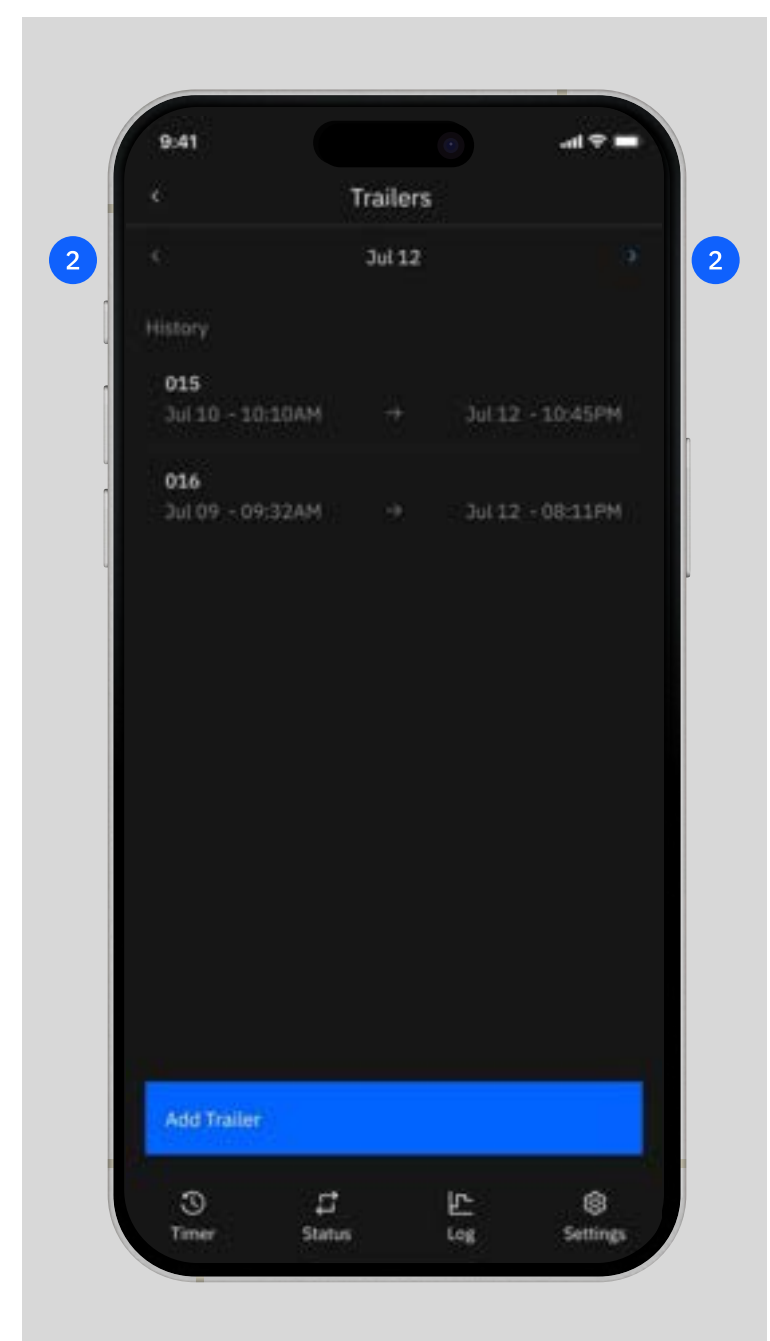 9:41
Trailers
2
Jul 12
2
History
015
Jul 10 - 10:10AM → Jul 12 - 10:45PM
016
Jul 09 - 09:32AM → Jul 12 - 08:11PM
Add Trailer
Timer Status Log Settings